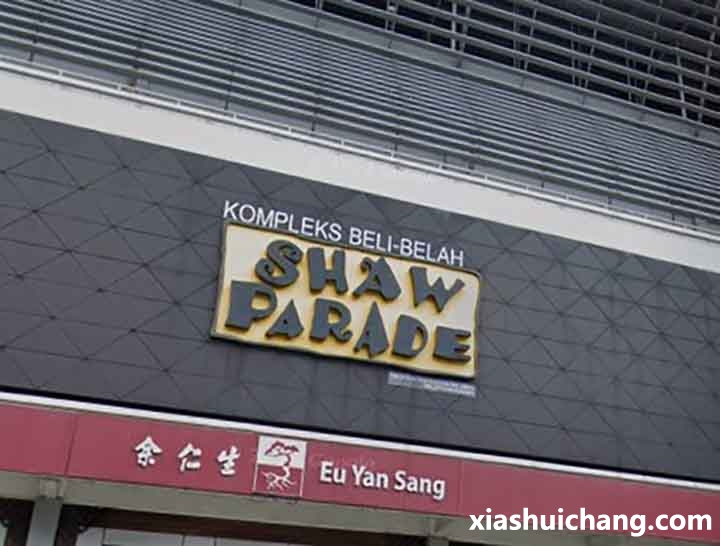 KOMPLEKS BELI-BELAH
SHAW
PARADE
余仁生 Eu Yan Sang
xiashuichang.com